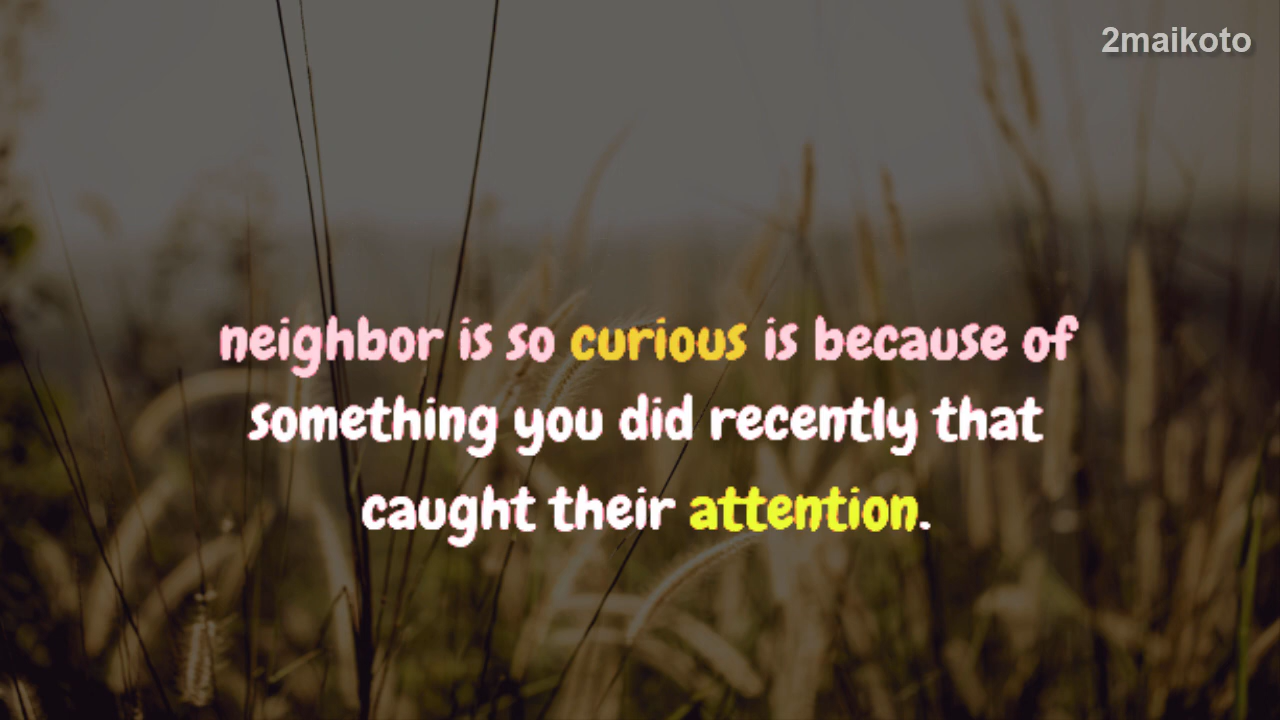 2maikoto
neighbor is so curious is because of
something you did recently that
caught their attention.